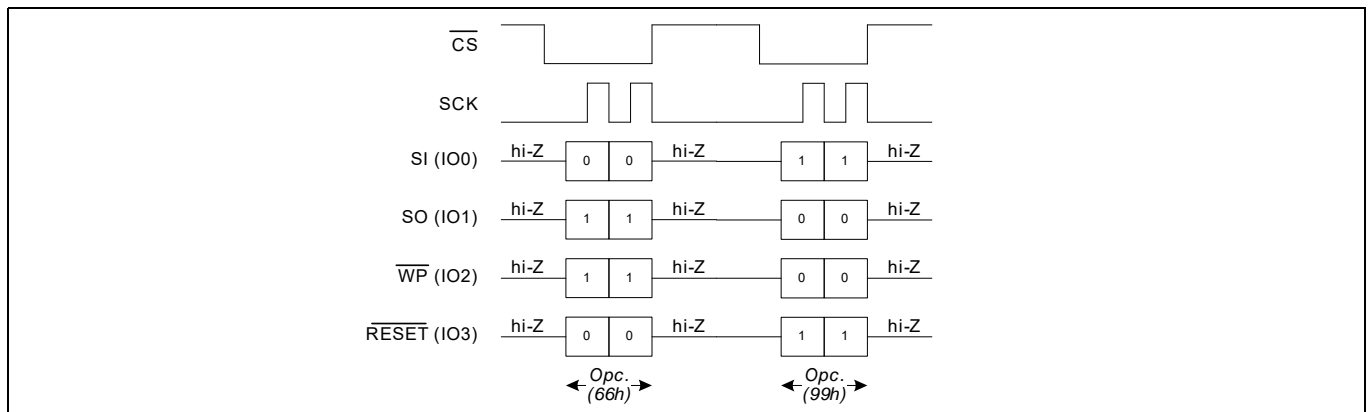 CS
SCK
SI (IO0) hi-Z 0 0 hi-Z 1 1 hi-Z
SO (IO1) hi-Z 1 1 hi-Z 0 0 hi-Z
WP (IO2) hi-Z 1 1 hi-Z 0 0 hi-Z
RESET (IO3) hi-Z 0 0 hi-Z 1 1 hi-Z
Opc. Opc.
(66h) (99h)